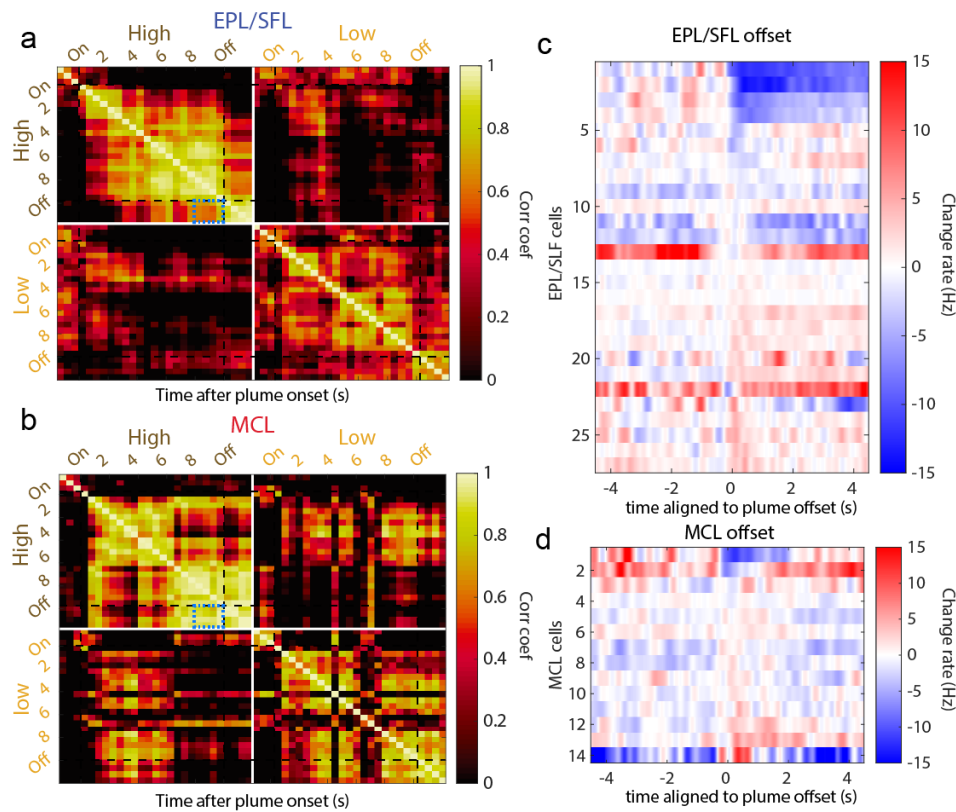 a
EPL/SFL
High
Low
On 2 4 6 8 Off On 2 4 6 8 Off
High
On
2
4
6
8
Off
Low
On
2
4
6
8
Off
1
0.8
0.6
0.4
0.2
0
Corr coef
Time after plume onset (s)
b
MCL
High
Low
On 2 4 6 8 Off On 2 4 6 8 Off
High
On
2
4
6
8
Off
low
On
2
4
6
8
Off
1
0.8
0.6
0.4
0.2
0
Corr coef
Time after plume onset (s)
c
EPL/SFL offset
EPL/SLF cells
5
10
15
20
25
-4 -2 0 2 4
time aligned to plume offset (s)
15
10
5
0
-5
-10
-15
Change rate (Hz)
d
MCL offset
MCL cells
2
4
6
8
10
12
14
-4 -2 0 2 4
time aligned to plume offset (s)
15
10
5
0
-5
-10
-15
Change rate (Hz)